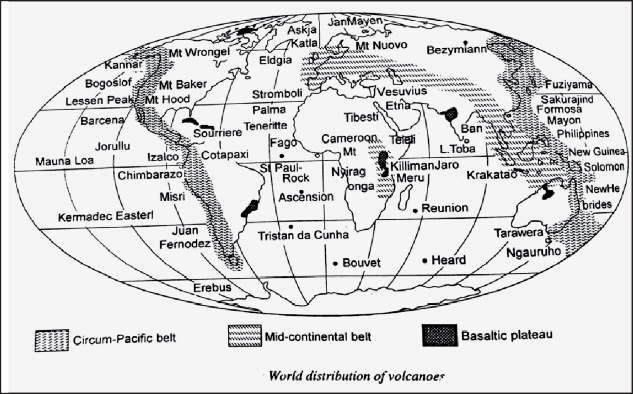 JanMayen
Askja
Katla
Mt Nuovo
Bezymiann
Mt Wrongel
Eldgia
Kannar
Bogoslof
Mt Baker
Stromboli
Vesuvius
Fuziyama
Lessen Peak
Mt Hood
Palma
Etna
Sakurajind
Formosa
Barcena
Tibesti
Mayon
Sourriere
Teneritte
Ban
Philippines
Jorullu
Fago
Cameroon
Mt
Teleli
L.Toba
New Guinea
Mauna Loa
Izalco
Cotapaxi
St Paul-
Rock
KillimanJaro
Meru
Solomon
Chimbarazo
Nyirag
onga
Krakatao
NewHe
brides
Misri
Ascension
Reunion
Kermadec Easterl
Juan
Fernodez
Tristan da Cunha
Tarawera
Ngauruho
Bouvet
Heard
Erebus
Circum-Pacific belt
Mid-continental belt
Basaltic plateau
World distribution of volcanoes